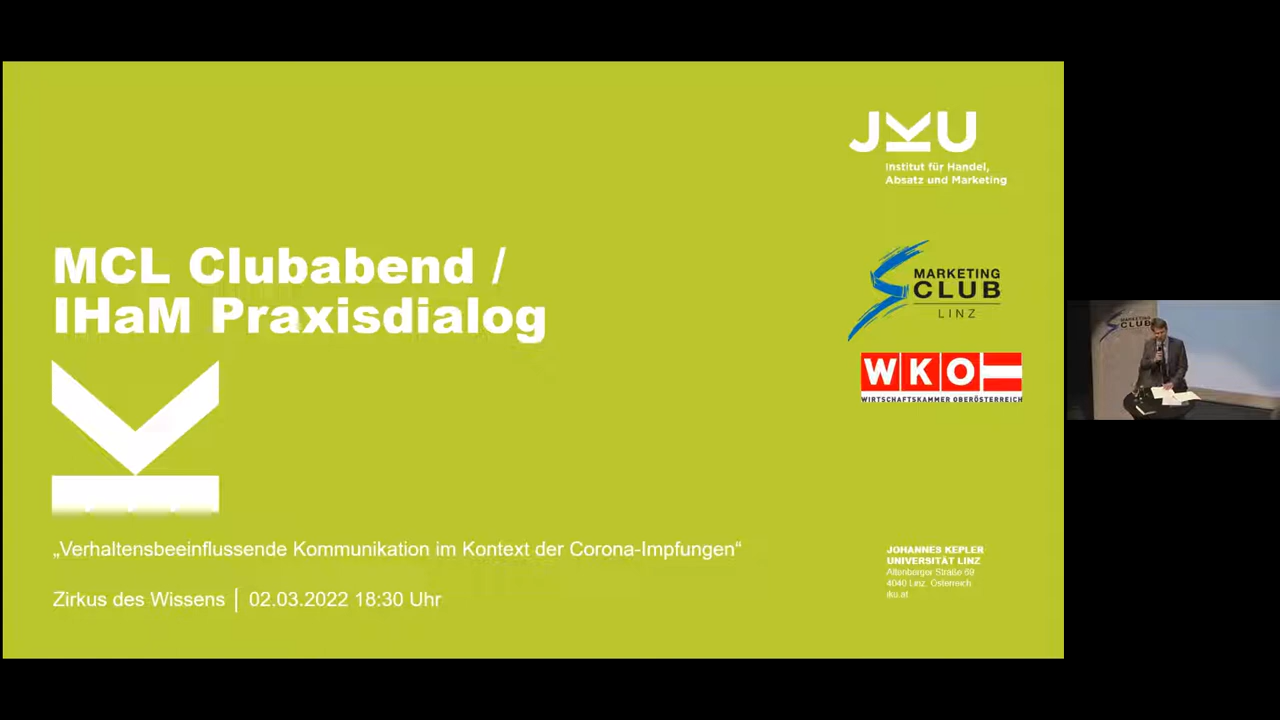 JKU
Institut für Handel,
Absatz und Marketing
MCL Clubabend /
IHaM Praxisdialog
MARKETING
CLUB
LINZ
WKO
WIRTSCHAFTSKAMMER OBERÖSTERREICH
MARKETING
CLUB
„Verhaltensbeeinflussende Kommunikation im Kontext der Corona-Impfungen“
Zirkus des Wissens │ 02.03.2022 18:30 Uhr
JOHANNES KEPLER
UNIVERSITÄT LINZ
Altenberger Straße 69
4040 Linz, Österreich
jku.at